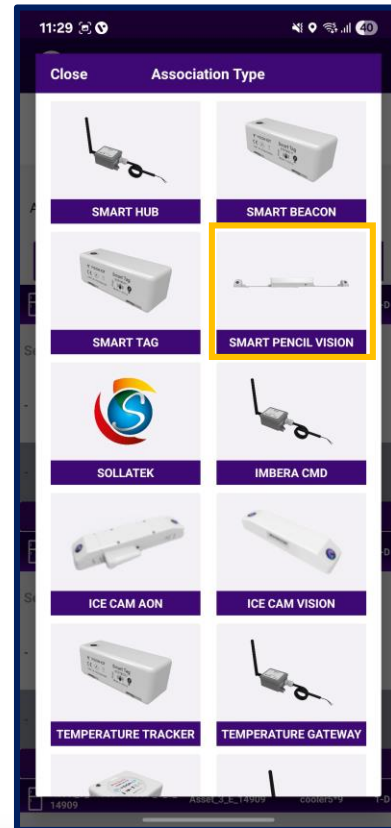 11:29
40
Close Association Type
SMART HUB SMART BEACON
SMART TAG SMART PENCIL VISION
SOLLATEK IMBERA CMD
ICE CAM AON ICE CAM VISION
TEMPERATURE TRACKER TEMPERATURE GATEWAY
14909 Asset_3_E_14909 cooler5*9